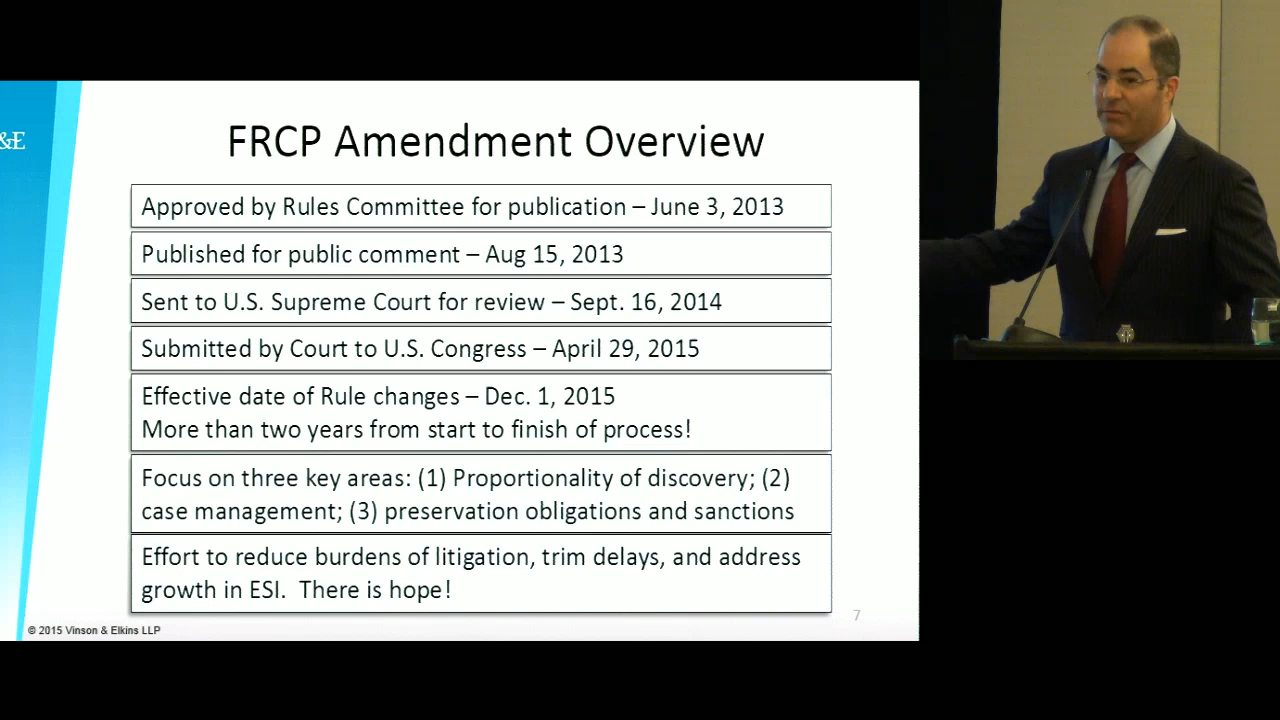 &E
FRCP Amendment Overview
Approved by Rules Committee for publication – June 3, 2013
Published for public comment – Aug 15, 2013
Sent to U.S. Supreme Court for review – Sept. 16, 2014
Submitted by Court to U.S. Congress – April 29, 2015
Effective date of Rule changes – Dec. 1, 2015
More than two years from start to finish of process!
Focus on three key areas: (1) Proportionality of discovery; (2)
case management; (3) preservation obligations and sanctions
Effort to reduce burdens of litigation, trim delays, and address
growth in ESI.  There is hope!
7
© 2015 Vinson & Elkins LLP